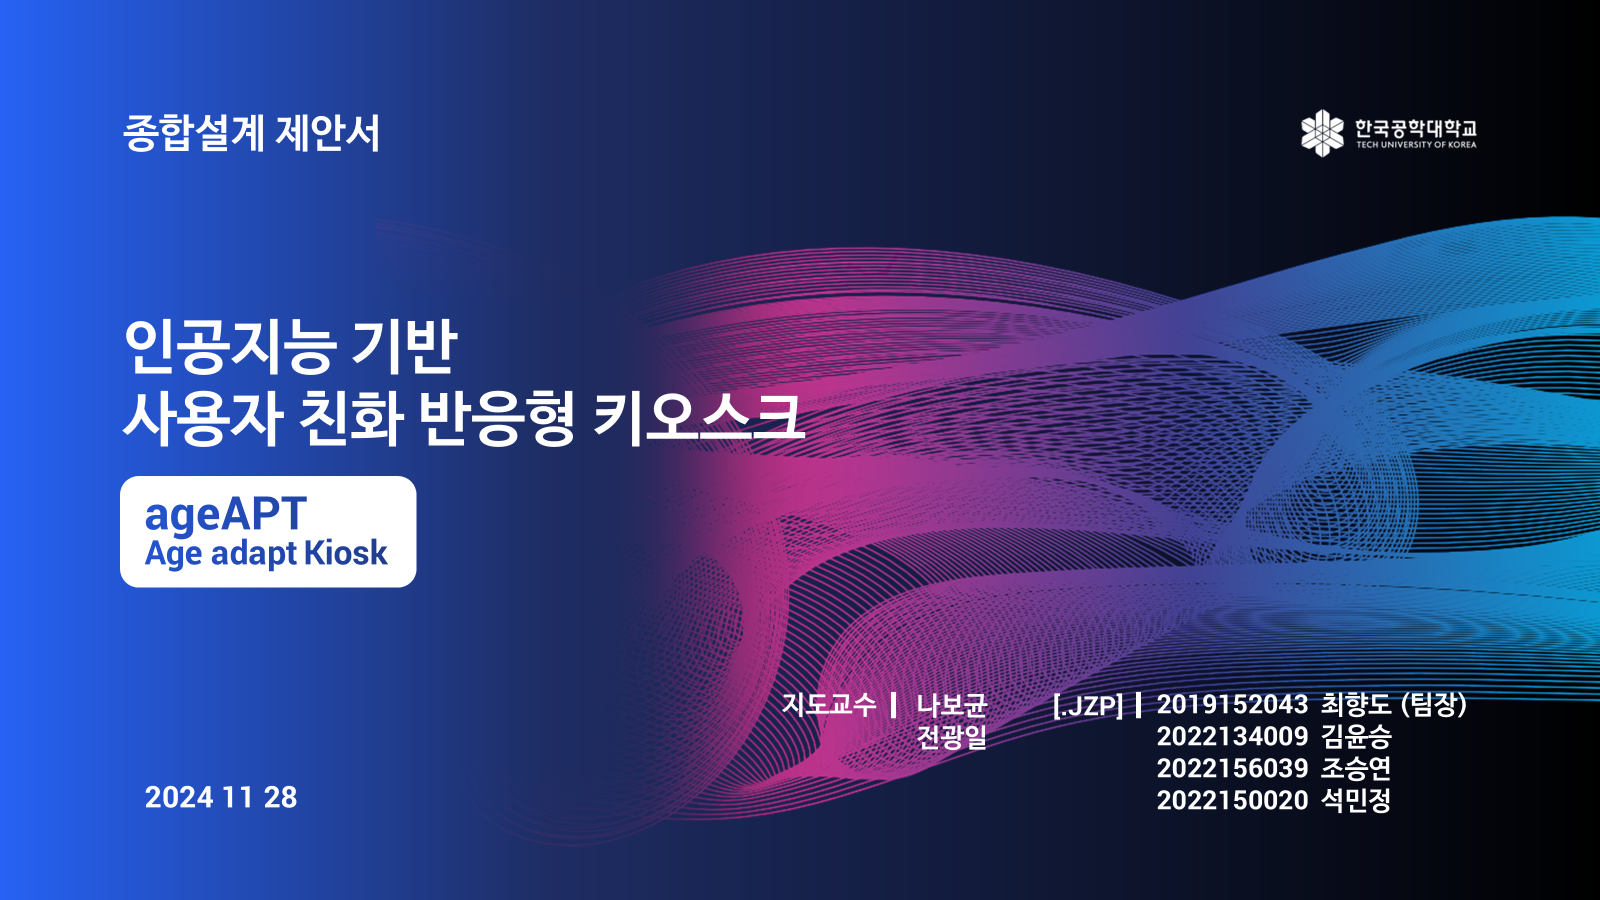 종합설계 제안서
한국공학대학교
TECH UNIVERSITY OF KOREA
인공지능 기반
사용자 친화 반응형 키오스크
ageAPT
Age adapt Kiosk
지도교수 | 나보균
전광일
[.JZP] | 2019152043 최향도 (팀장)
2022134009 김윤승
2022156039 조승연
2022150020 석민정
2024 11 28